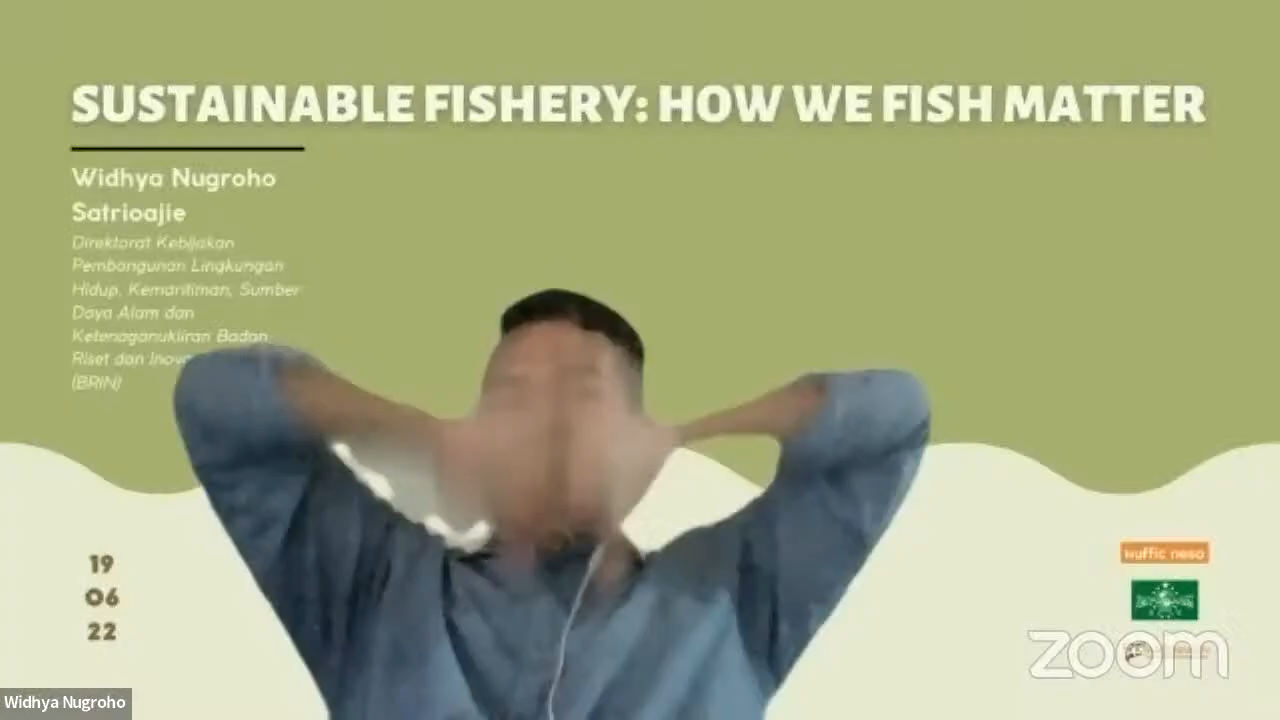 SUSTAINABLE FISHERY: HOW WE FISH MATTER
Widhya Nugroho
Satrioajie
Direktorat Kebijakan
Pembangunan Lingkungan
Hidup, Kemaritiman, Sumber
Daya Alam dan
Ketenaganukliran Badan
Riset dan Inova
(BRIN)
19
06
22
nuffic neso
zoom
Widhya Nugroho